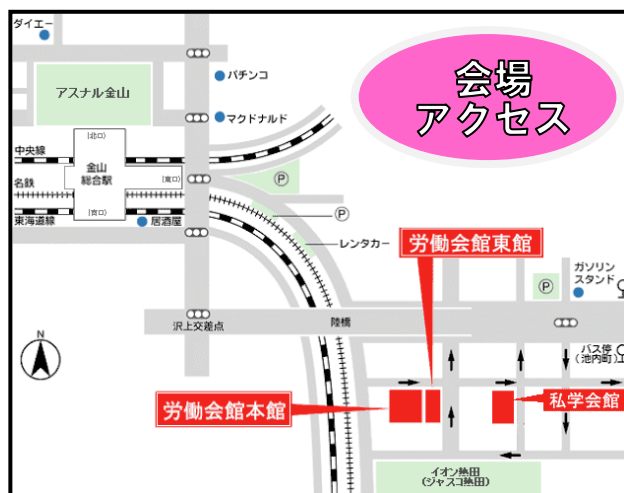 ダイエー
会場
アクセス
パチンコ
アスナル金山
マクドナルド
[北口]
中央線
金山
総合駅
[東口]
Ⓟ
名鉄
[南口]
東海道線
居酒屋
Ⓟ
レンタカー
労働会館東館
ガソリン
スタンド
Ⓟ
沢上交差点
陸橋
N
バス停
(池内町)
労働会館本館
私学会館
イオン熱田
(ジャスコ熱田)